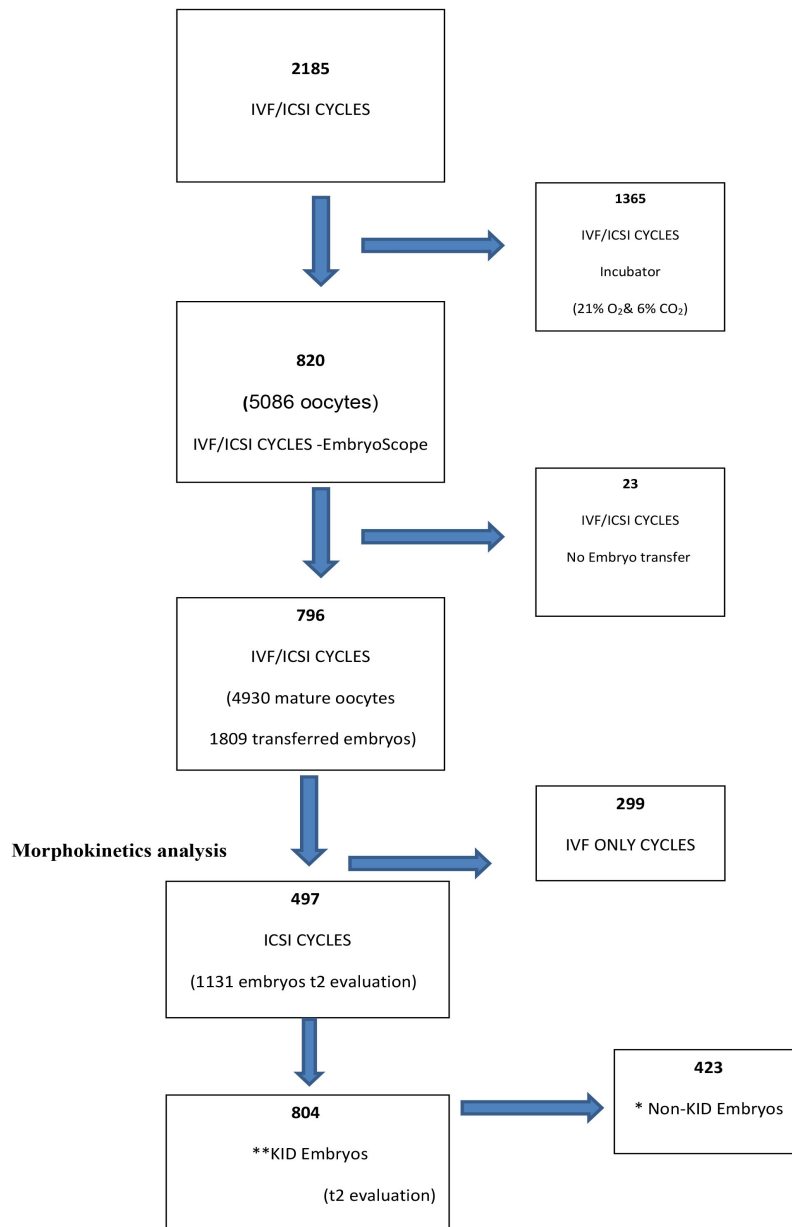 2185
IVF/ICSI CYCLES
1365
IVF/ICSI CYCLES
Incubator
(21% O₂& 6% CO₂)
820
(5086 oocytes)
IVF/ICSI CYCLES -EmbryoScope
23
IVF/ICSI CYCLES
No Embryo transfer
796
IVF/ICSI CYCLES
(4930 mature oocytes
1809 transferred embryos)
299
IVF ONLY CYCLES
Morphokinetics analysis
497
ICSI CYCLES
(1131 embryos t2 evaluation)
423
* Non-KID Embryos
804
**KID Embryos
(t2 evaluation)